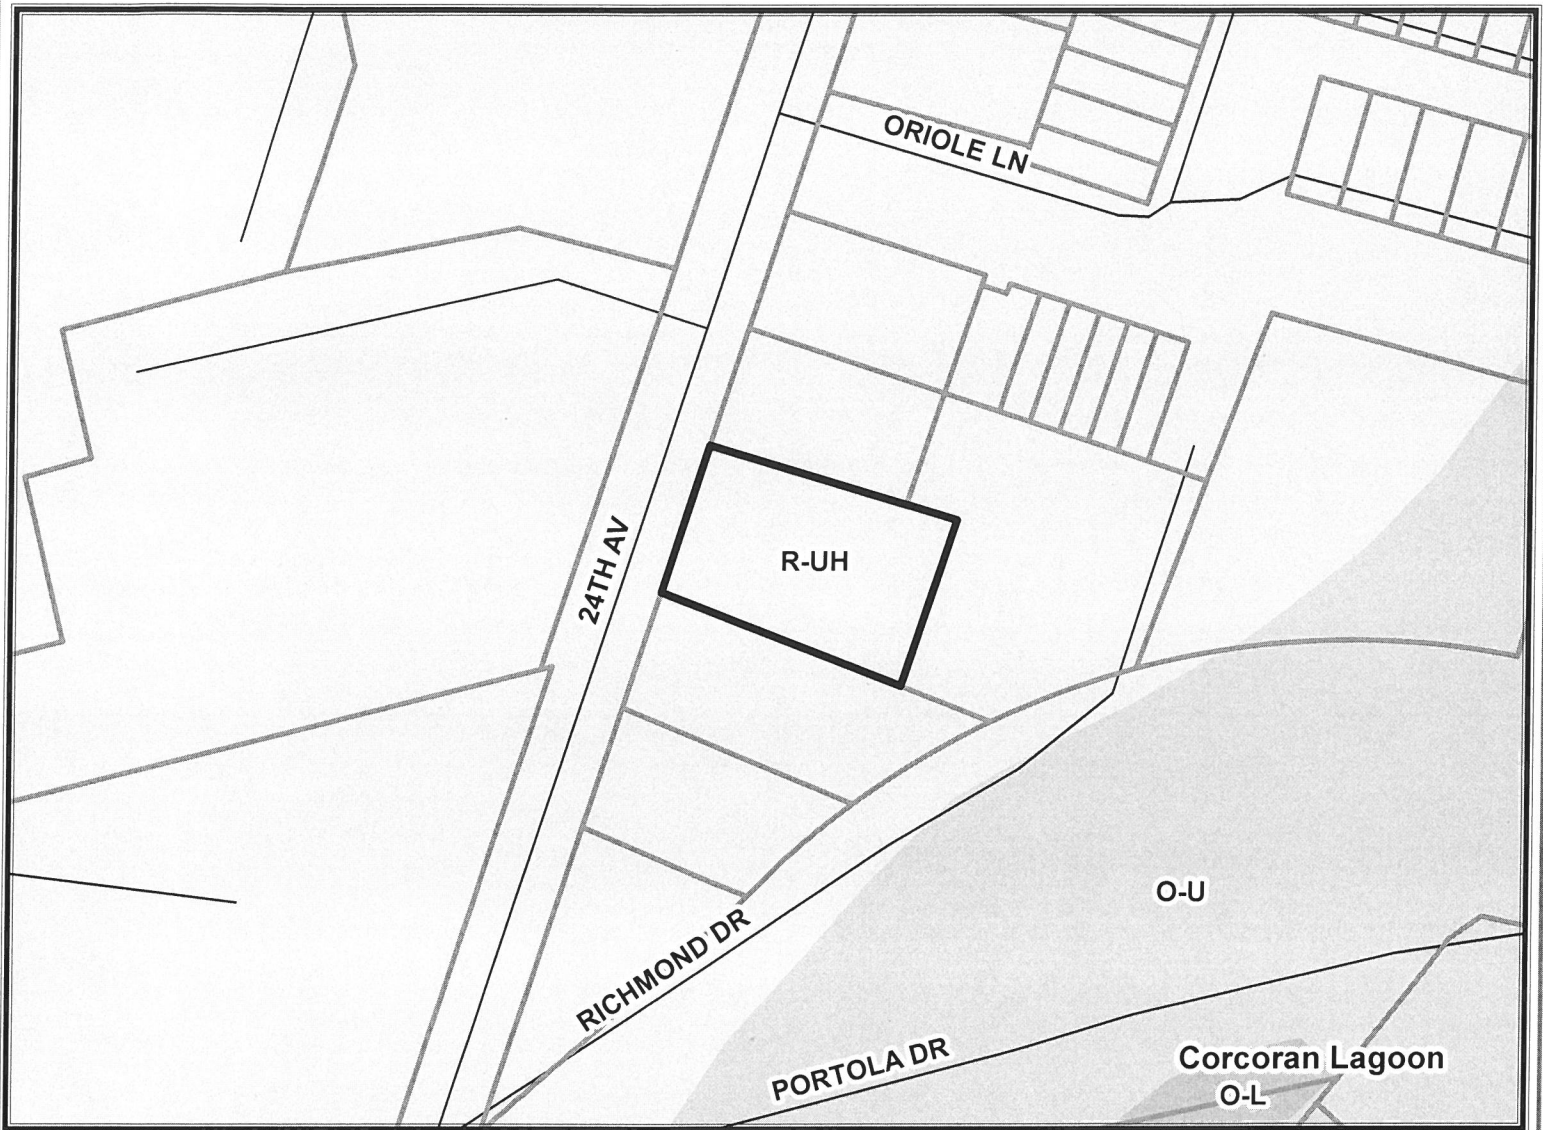 ORIOLE LN
24TH AV
R-UH
O-U
RICHMOND DR
PORTOLA DR
Corcoran Lagoon
O-L